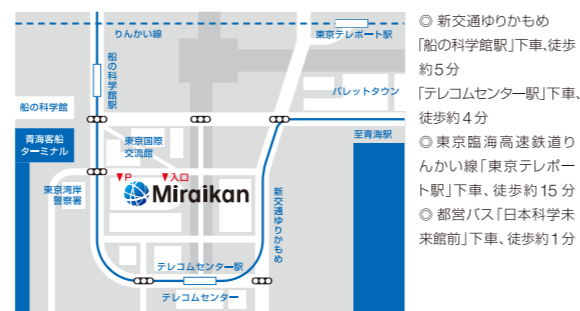 りんかい線
東京テレポート駅
船の科学館駅
パレットタウン
船の科学館
青海客船
ターミナル
東京国際
交流館
至青海駅
P
入口
Miraikan
東京湾岸
警察署
新交通ゆりかもめ
テレコムセンター駅
テレコムセンター
◎ 新交通ゆりかもめ
「船の科学館駅」下車、徒歩
約5分
「テレコムセンター駅」下車、
徒歩約4分
◎東京臨海高速鉄道り
んかい線「東京テレポー
ト駅」下車、徒歩約15分
◎ 都営バス「日本科学未
来館前」下車、徒歩約1分